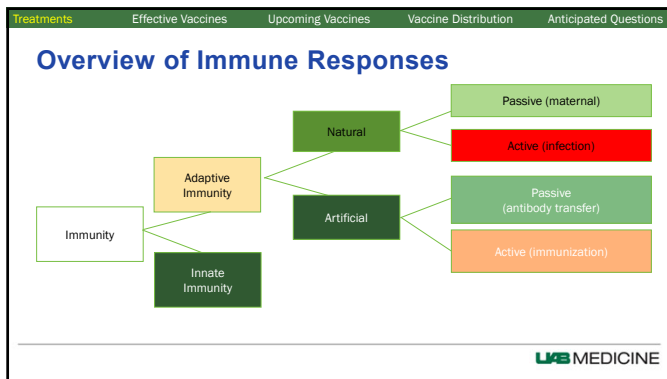 Treatments Effective Vaccines Upcoming Vaccines Vaccine Distribution Anticipated Questions
Overview of Immune Responses
Passive (maternal)
Natural
Active (infection)
Adaptive
Immunity
Passive
(antibody transfer)
Artificial
Immunity
Active (immunization)
Innate
Immunity
UAB MEDICINE